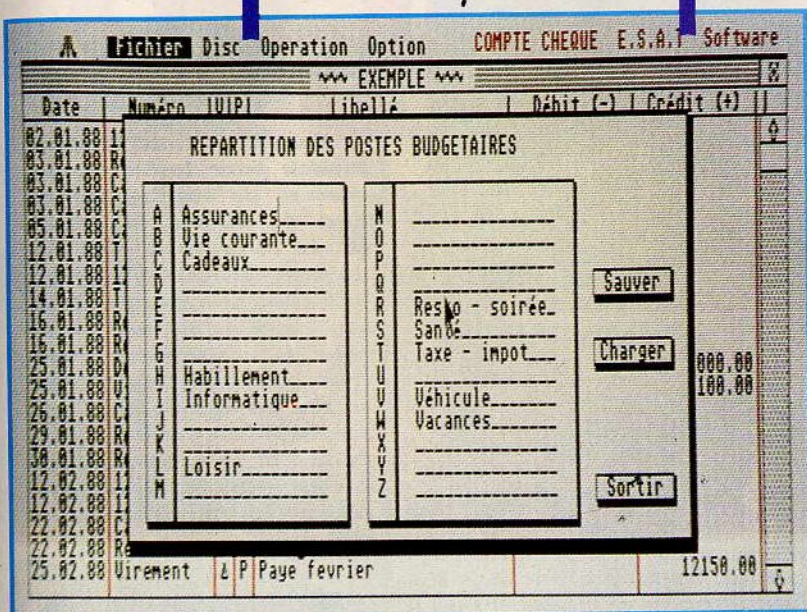 Fichier Disc Operation Option COMPTE CHEQUE E.S.A.T Software
EXEMPLE
Date Numéro V P Libellé Débit (-) Crédit (+)
02.01.88
03.01.88
03.01.88
03.01.88
05.01.88
12.01.88
12.01.88
14.01.88
16.01.88
16.01.88
25.01.88
25.01.88
26.01.88
29.01.88
30.01.88
12.02.88
12.02.88
22.02.88
22.02.88
REPARTITION DES POSTES BUDGETAIRES
A Assurances
B Vie courante
C Cadeaux
D
E
F
G
H Habillement
I Informatique
J
K
L Loisir
M
N
O
P
Q
R Resto - soirée
S Santé
T Taxe - impot
U
V Véhicule
W Vacances
X
Y
Z
Sauver
Charger
Sortir
000.00
100.00
25.02.88 Virement P Paye fevrier 12150.00